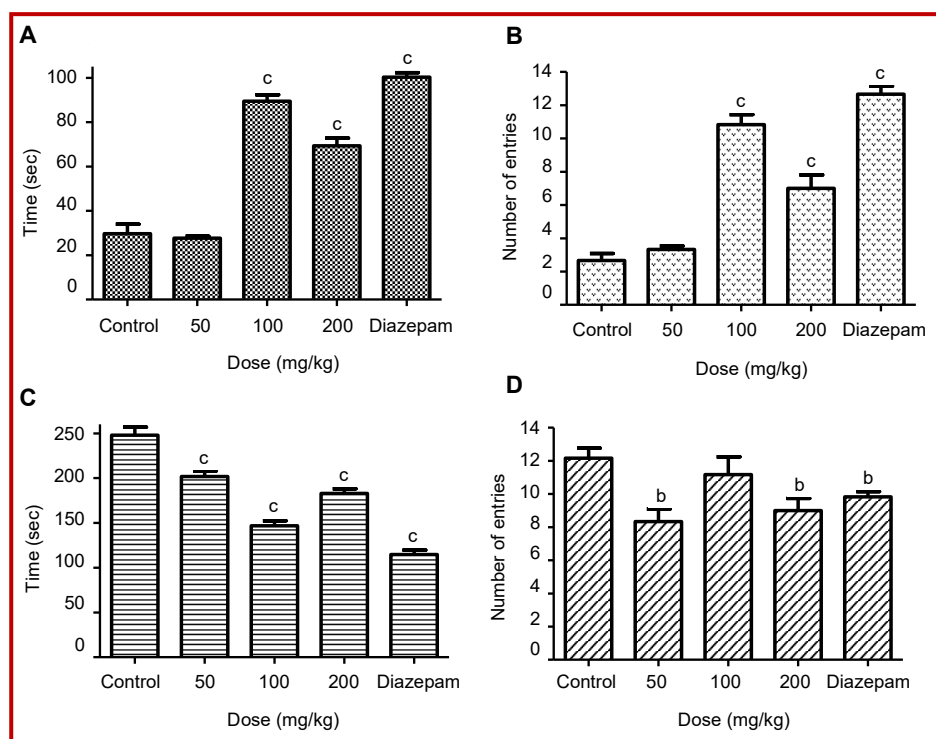 A
Time (sec)
100
80
60
40
20
0
c
c
c
Control 50 100 200 Diazepam
Dose (mg/kg)
B
Number of entries
14
12
10
8
6
4
2
0
c
c
c
Control 50 100 200 Diazepam
Dose (mg/kg)
C
Time (sec)
250
200
150
100
50
0
c
c
c
c
Control 50 100 200 Diazepam
Dose (mg/kg)
D
Number of entries
14
12
10
8
6
4
2
0
b
b
b
Control 50 100 200 Diazepam
Dose (mg/kg)